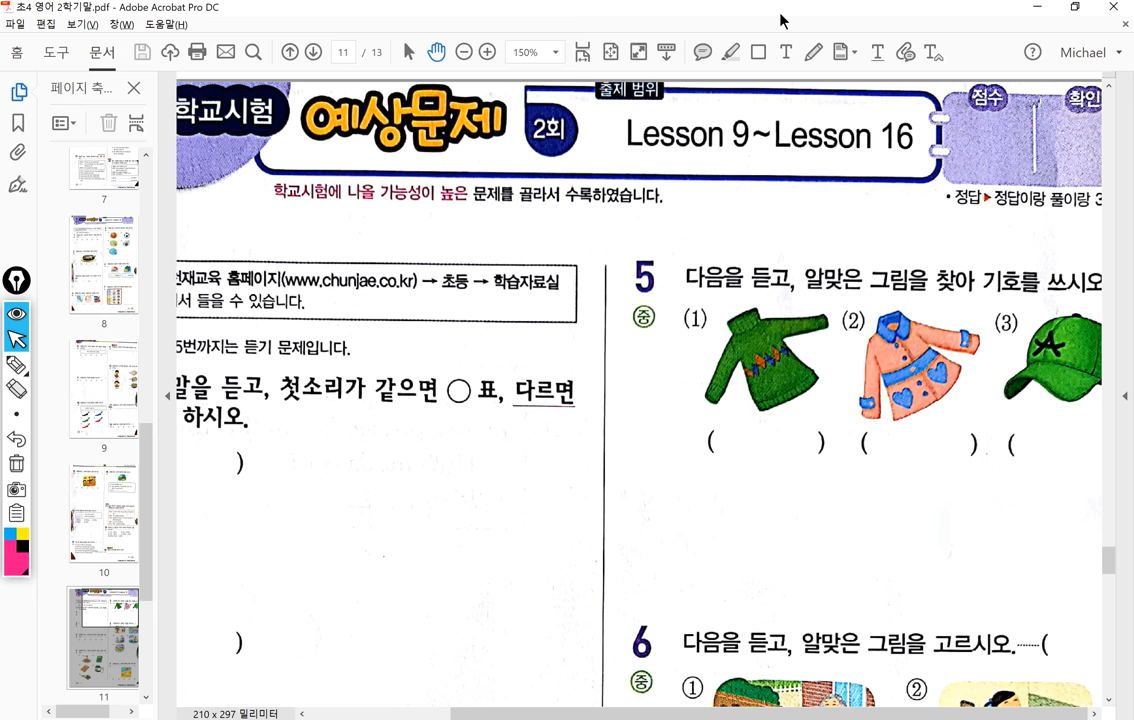 초4 영어 2학기말.pdf - Adobe Acrobat Pro DC
파일 편집 보기(V) 창(W) 도움말(H)
홈 도구 문서 11 / 13 150% Michael
페이지 축...
7
8
9
10
11
학교시험 예상문제 2회
출제 범위
Lesson 9~Lesson 16
점수 확인
학교시험에 나올 가능성이 높은 문제를 골라서 수록하였습니다.
• 정답▶정답이랑 풀이랑 3
천재교육 홈페이지(www.chunjae.co.kr) → 초등 → 학습자료실
서 들을 수 있습니다.
5번까지는 듣기 문제입니다.
말을 듣고, 첫소리가 같으면 ◯ 표, 다르면
하시오.
)
)
5 다음을 듣고, 알맞은 그림을 찾아 기호를 쓰시오
중 (1) (2) (3)
A
( ) ( ) (
6 다음을 듣고, 알맞은 그림을 고르시오.······(
중 ① ②
210 x 297 밀리미터